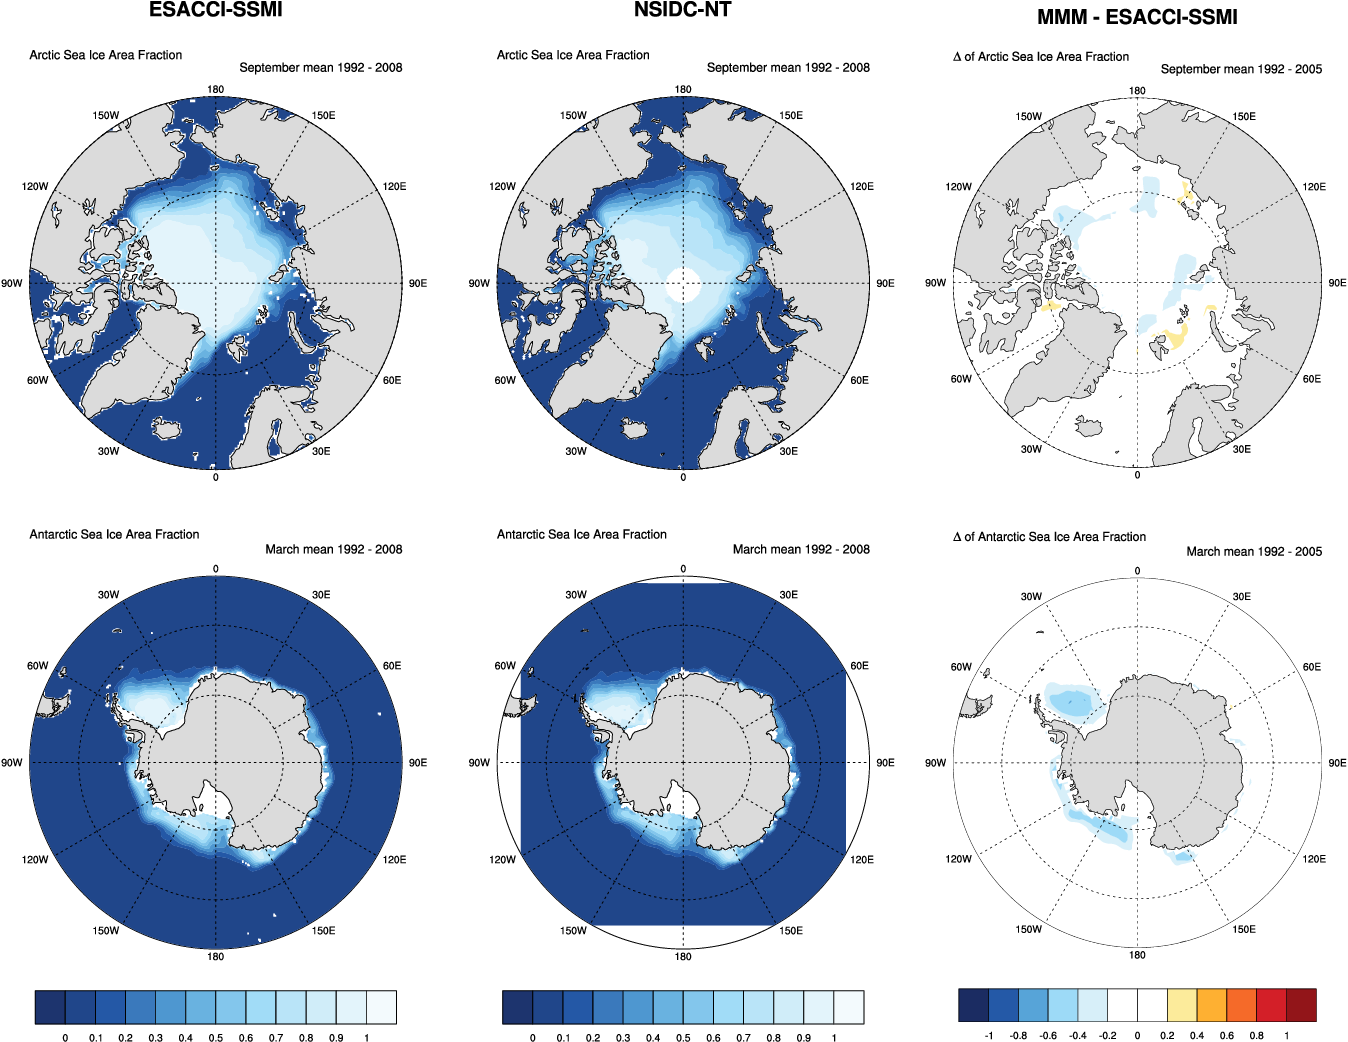 ESACCI-SSMI
NSIDC-NT
MMM - ESACCI-SSMI
Arctic Sea Ice Area Fraction
September mean 1992 - 2008
180
150W
150E
120W
120E
90W
90E
60W
60E
30W
30E
0
Arctic Sea Ice Area Fraction
September mean 1992 - 2008
180
150W
150E
120W
120E
90W
90E
60W
60E
30W
30E
0
Δ of Arctic Sea Ice Area Fraction
September mean 1992 - 2005
180
150W
150E
120W
120E
90W
90E
60W
60E
30W
30E
0
Antarctic Sea Ice Area Fraction
March mean 1992 - 2008
0
30W
30E
60W
60E
90W
90E
120W
120E
150W
150E
180
Antarctic Sea Ice Area Fraction
March mean 1992 - 2008
0
30W
30E
60W
60E
90W
90E
120W
120E
150W
150E
180
Δ of Antarctic Sea Ice Area Fraction
March mean 1992 - 2005
0
30W
30E
60W
60E
90W
90E
120W
120E
150W
150E
180
0 0.1 0.2 0.3 0.4 0.5 0.6 0.7 0.8 0.9 1
0 0.1 0.2 0.3 0.4 0.5 0.6 0.7 0.8 0.9 1
-1 -0.8 -0.6 -0.4 -0.2 0 0.2 0.4 0.6 0.8 1